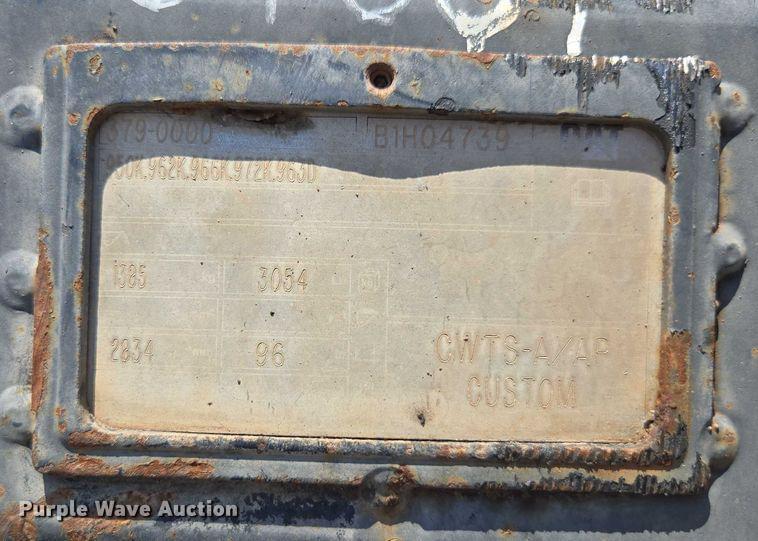 379-0000 B1H04739 CAT
950K,962K,966K,972K,963D
1385 3054
2834 96 CWTS-A/AP
CUSTOM
Purple Wave Auction